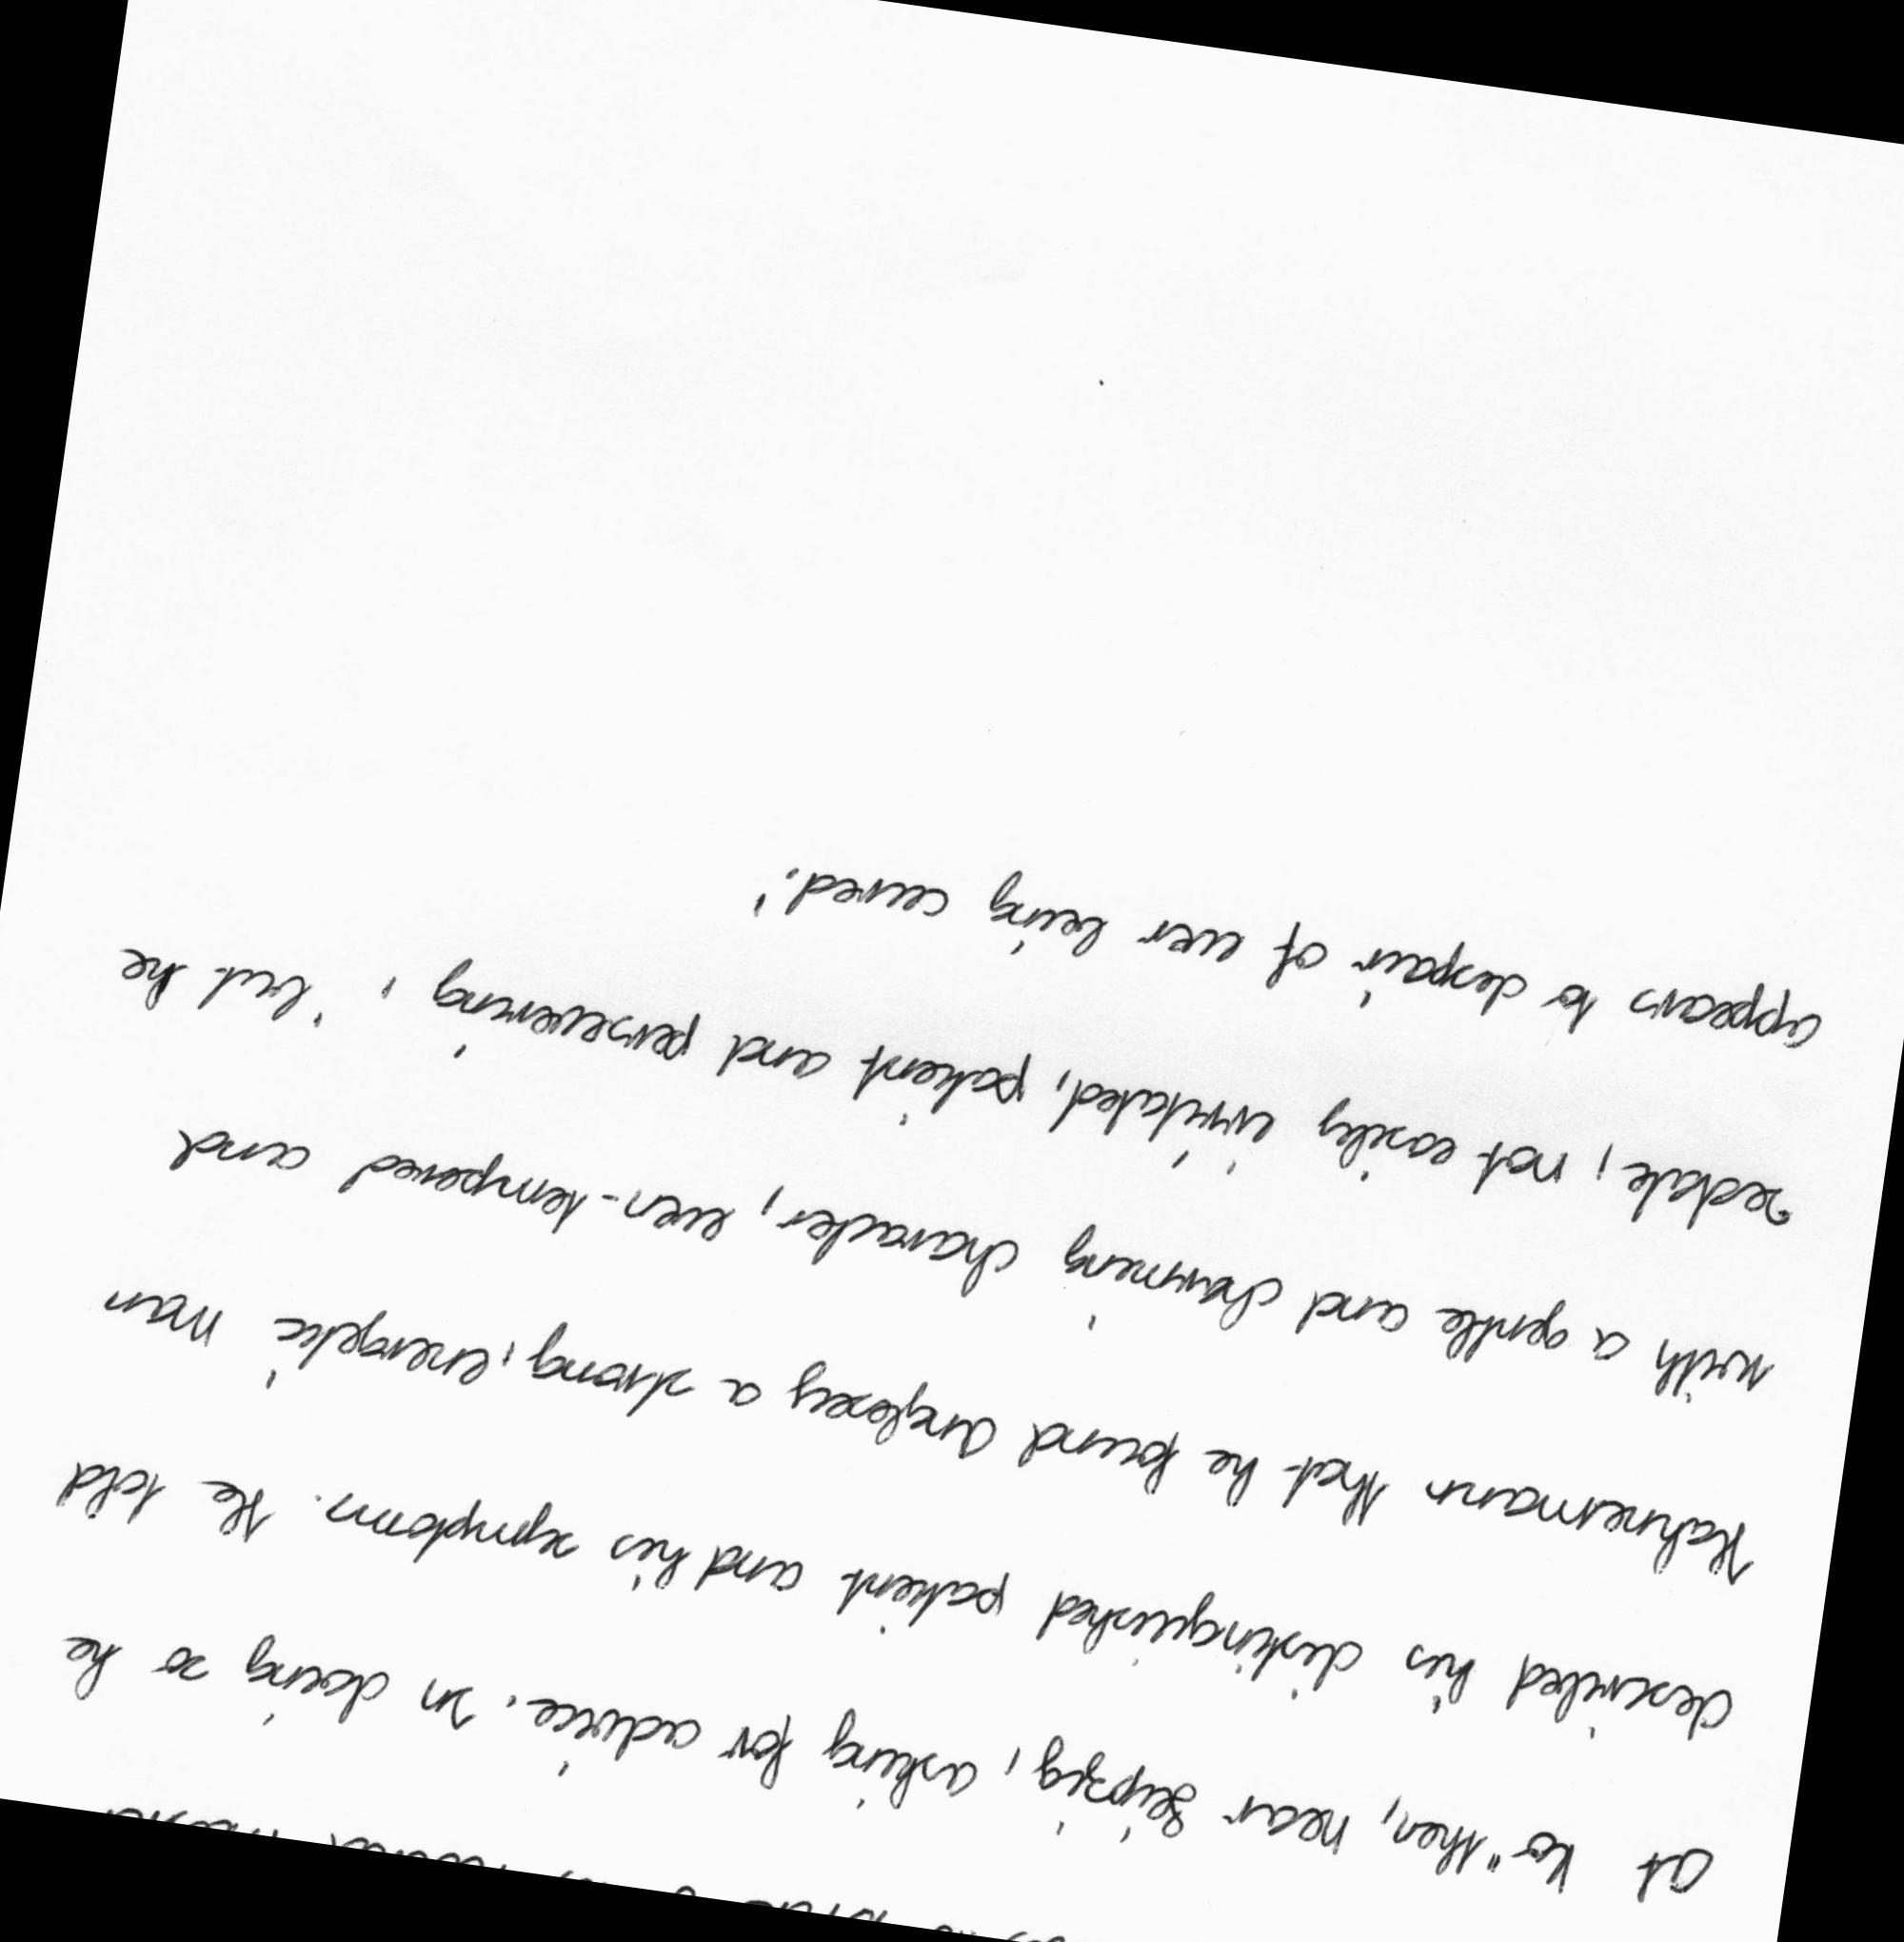 at Kö̈then, near Leipzig, asking for advice. In doing so he
described his distinguished patient and his symptoms. He told
Hahnemann that he found Anglesey a strong, energetic man
with a gentle and charming character, even-tempered and
sedate, not easily irritated, patient and persevering, 'but he
appears to despair of ever being cured.'